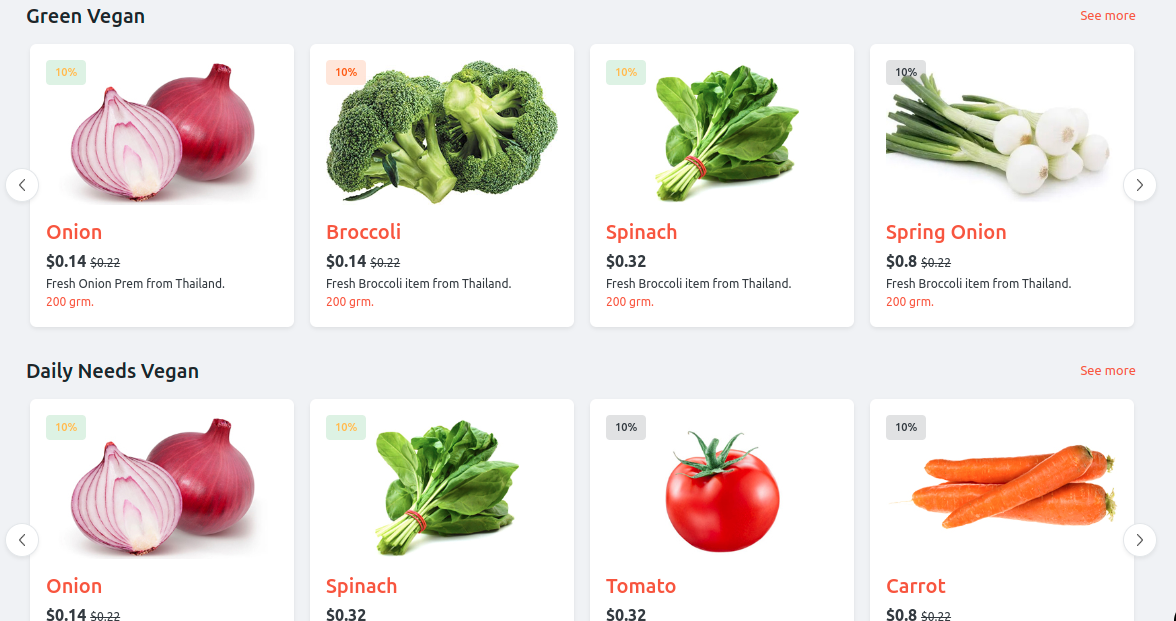 Green Vegan See more
10% 10% 10% 10%
Onion Broccoli Spinach Spring Onion
$0.14 $0.22 $0.14 $0.22 $0.32 $0.8 $0.22
Fresh Onion Prem from Thailand. Fresh Broccoli item from Thailand. Fresh Broccoli item from Thailand. Fresh Broccoli item from Thailand.
200 grm. 200 grm. 200 grm. 200 grm.
Daily Needs Vegan See more
10% 10% 10% 10%
Onion Spinach Tomato Carrot
$0.14 $0.22 $0.32 $0.32 $0.8 $0.22